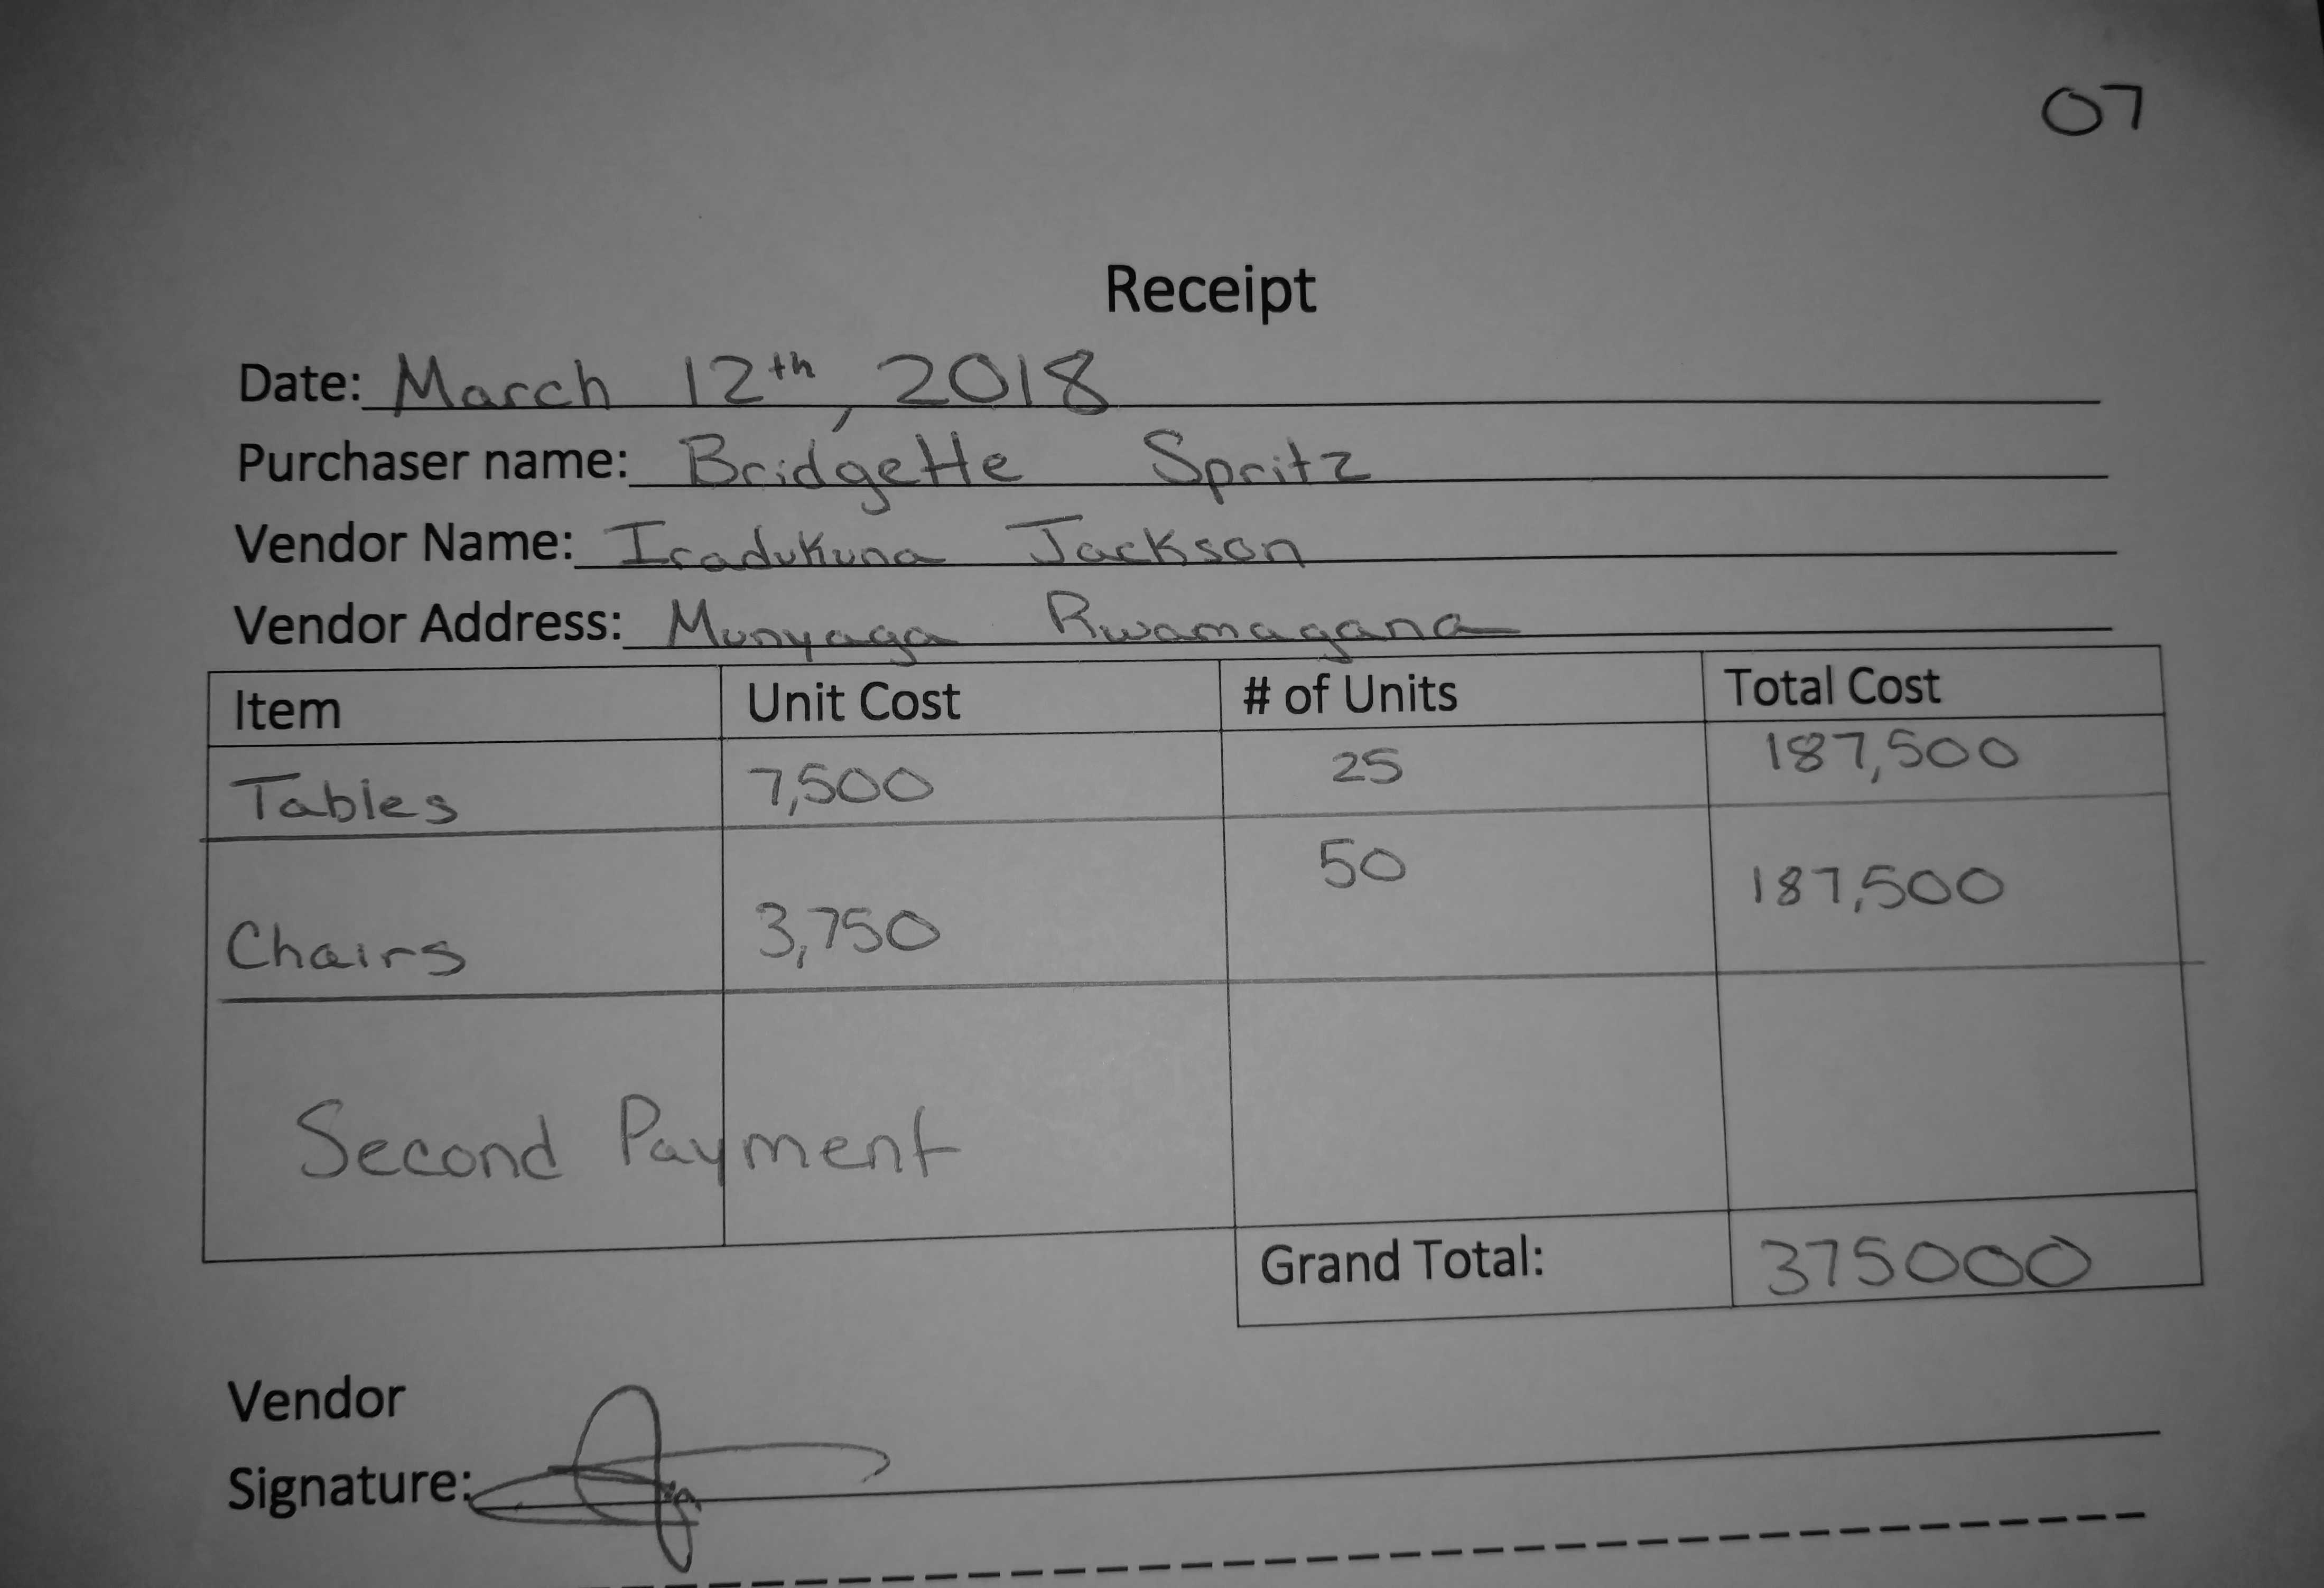 07
Receipt
Date: March 12th, 2018
Purchaser name: Bridgette Spritz
Vendor Name: Iradukuna Jackson
Vendor Address: Munyaga Rwamagana
Item Unit Cost # of Units Total Cost
Tables 7,500 25 187,500
Chairs 3,750 50 187,500
Second Payment
Grand Total: 375000
Vendor
Signature: